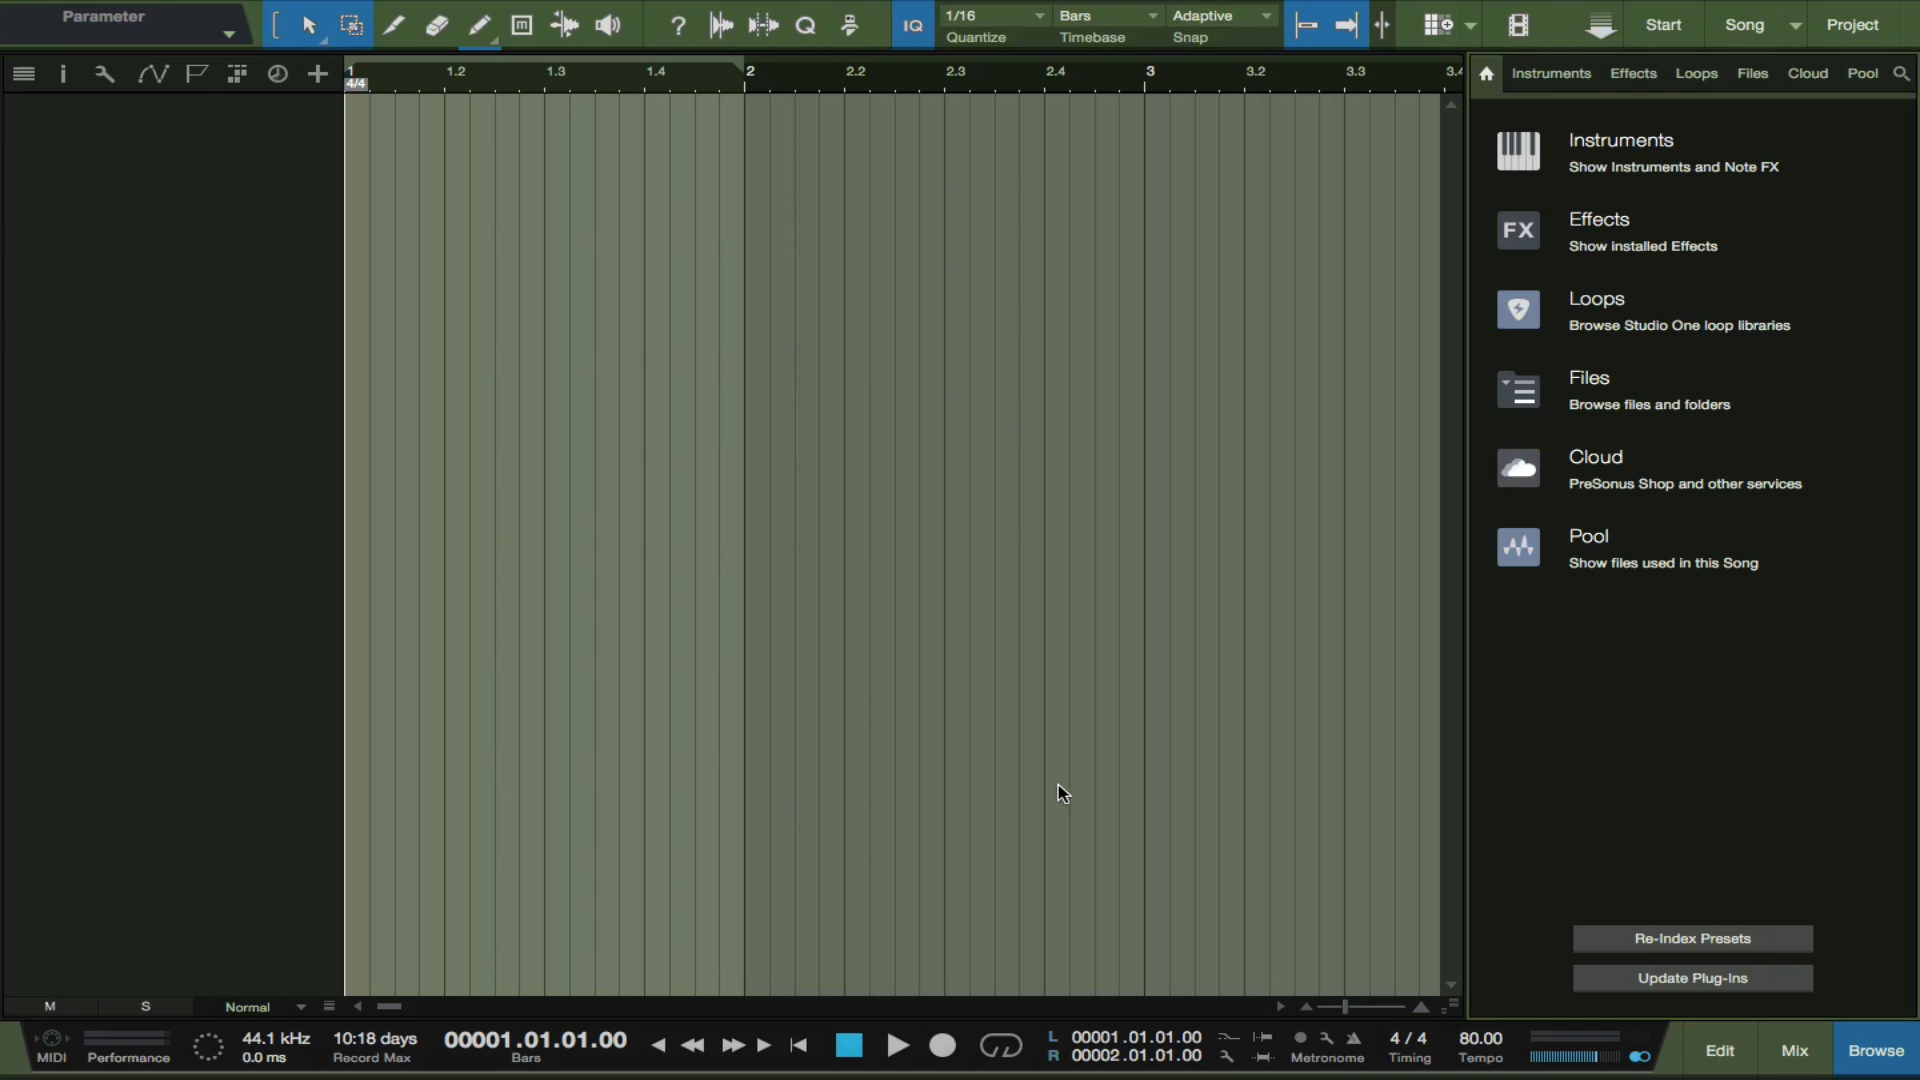 Parameter
IQ
1/16
Quantize
Bars
Timebase
Adaptive
Snap
Start
Song
Project
1
1.2
1.3
1.4
2
2.2
2.3
2.4
3
3.2
3.3
3.4
4/4
Instruments
Effects
Loops
Files
Cloud
Pool
Instruments
Show Instruments and Note FX
FX
Effects
Show installed Effects
Loops
Browse Studio One loop libraries
Files
Browse files and folders
Cloud
PreSonus Shop and other services
Pool
Show files used in this Song
Re-Index Presets
Update Plug-Ins
M
S
Normal
MIDI
Performance
44.1 kHz
0.0 ms
10:18 days
Record Max
00001.01.01.00
Bars
L 00001.01.01.00
R 00002.01.01.00
Metronome
4 / 4
Timing
80.00
Tempo
Edit
Mix
Browse